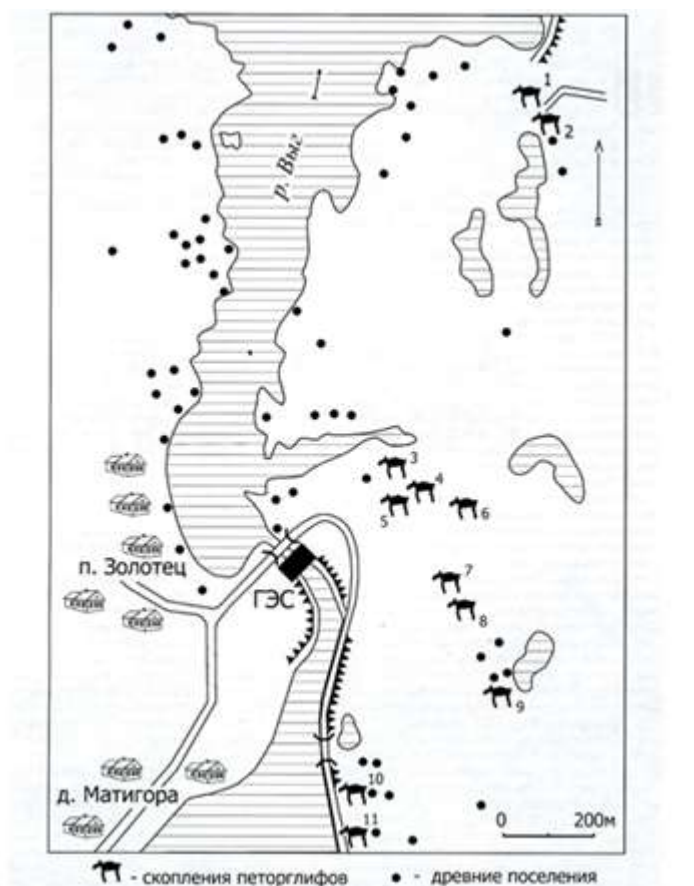 1
2
р. Выг
3
4
5
6
п. Золотец
7
ГЭС
8
9
10
д. Матигора
0 200м
11
- скопления петорглифов
- древние поселения